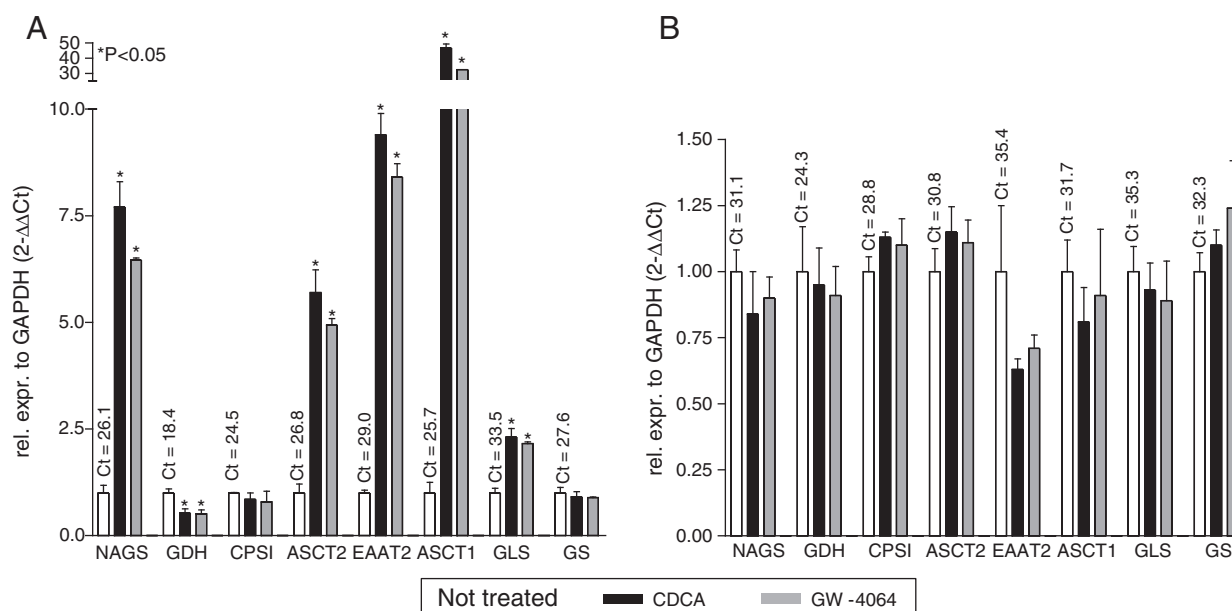 A
*P<0.05
50
40
30
10.0
7.5
5.0
2.5
0.0
rel. expr. to GAPDH (2-ΔΔCt)
* * * * * * * * * * * *
Ct = 26.1
Ct = 18.4
Ct = 24.5
Ct = 26.8
Ct = 29.0
Ct = 25.7
Ct = 33.5
Ct = 27.6
NAGS GDH CPSI ASCT2 EAAT2 ASCT1 GLS GS
B
1.50
1.25
1.00
0.75
0.50
0.25
0.00
rel. expr. to GAPDH (2-ΔΔCt)
Ct = 31.1
Ct = 24.3
Ct = 28.8
Ct = 30.8
Ct = 35.4
Ct = 31.7
Ct = 35.3
Ct = 32.3
NAGS GDH CPSI ASCT2 EAAT2 ASCT1 GLS GS
Not treated CDCA GW -4064